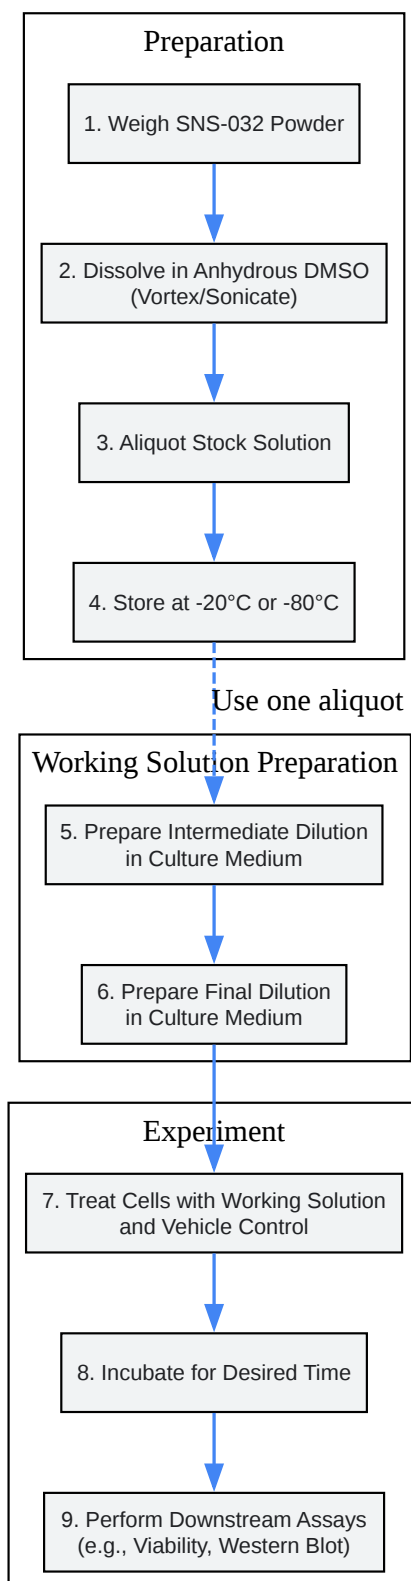 Preparation
1. Weigh SNS-032 Powder
2. Dissolve in Anhydrous DMSO
(Vortex/Sonicate)
3. Aliquot Stock Solution
4. Store at -20°C or -80°C
Use one aliquot
Working Solution Preparation
5. Prepare Intermediate Dilution
in Culture Medium
6. Prepare Final Dilution
in Culture Medium
Experiment
7. Treat Cells with Working Solution
and Vehicle Control
8. Incubate for Desired Time
9. Perform Downstream Assays
(e.g., Viability, Western Blot)